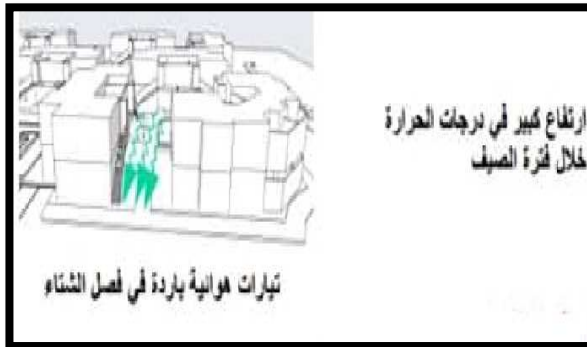 ارتفاع كبير في درجات الحرارة
خلال فترة الصيف
تيارات هوائية باردة في فصل الشتاء